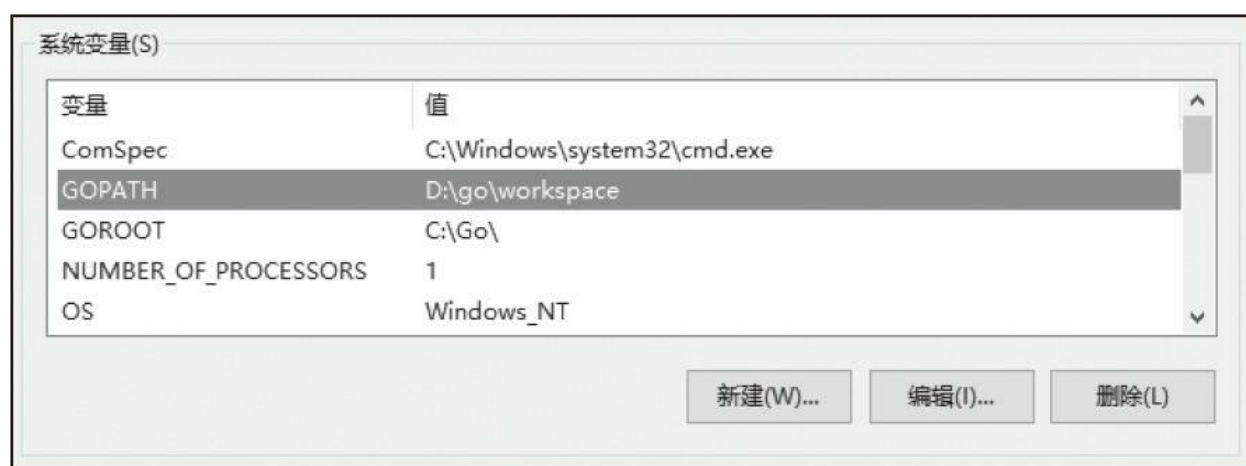 系统变量(S)
变量 值
ComSpec C:\Windows\system32\cmd.exe
GOPATH D:\go\workspace
GOROOT C:\Go\
NUMBER_OF_PROCESSORS 1
OS Windows_NT
新建(W)... 编辑(I)... 删除(L)